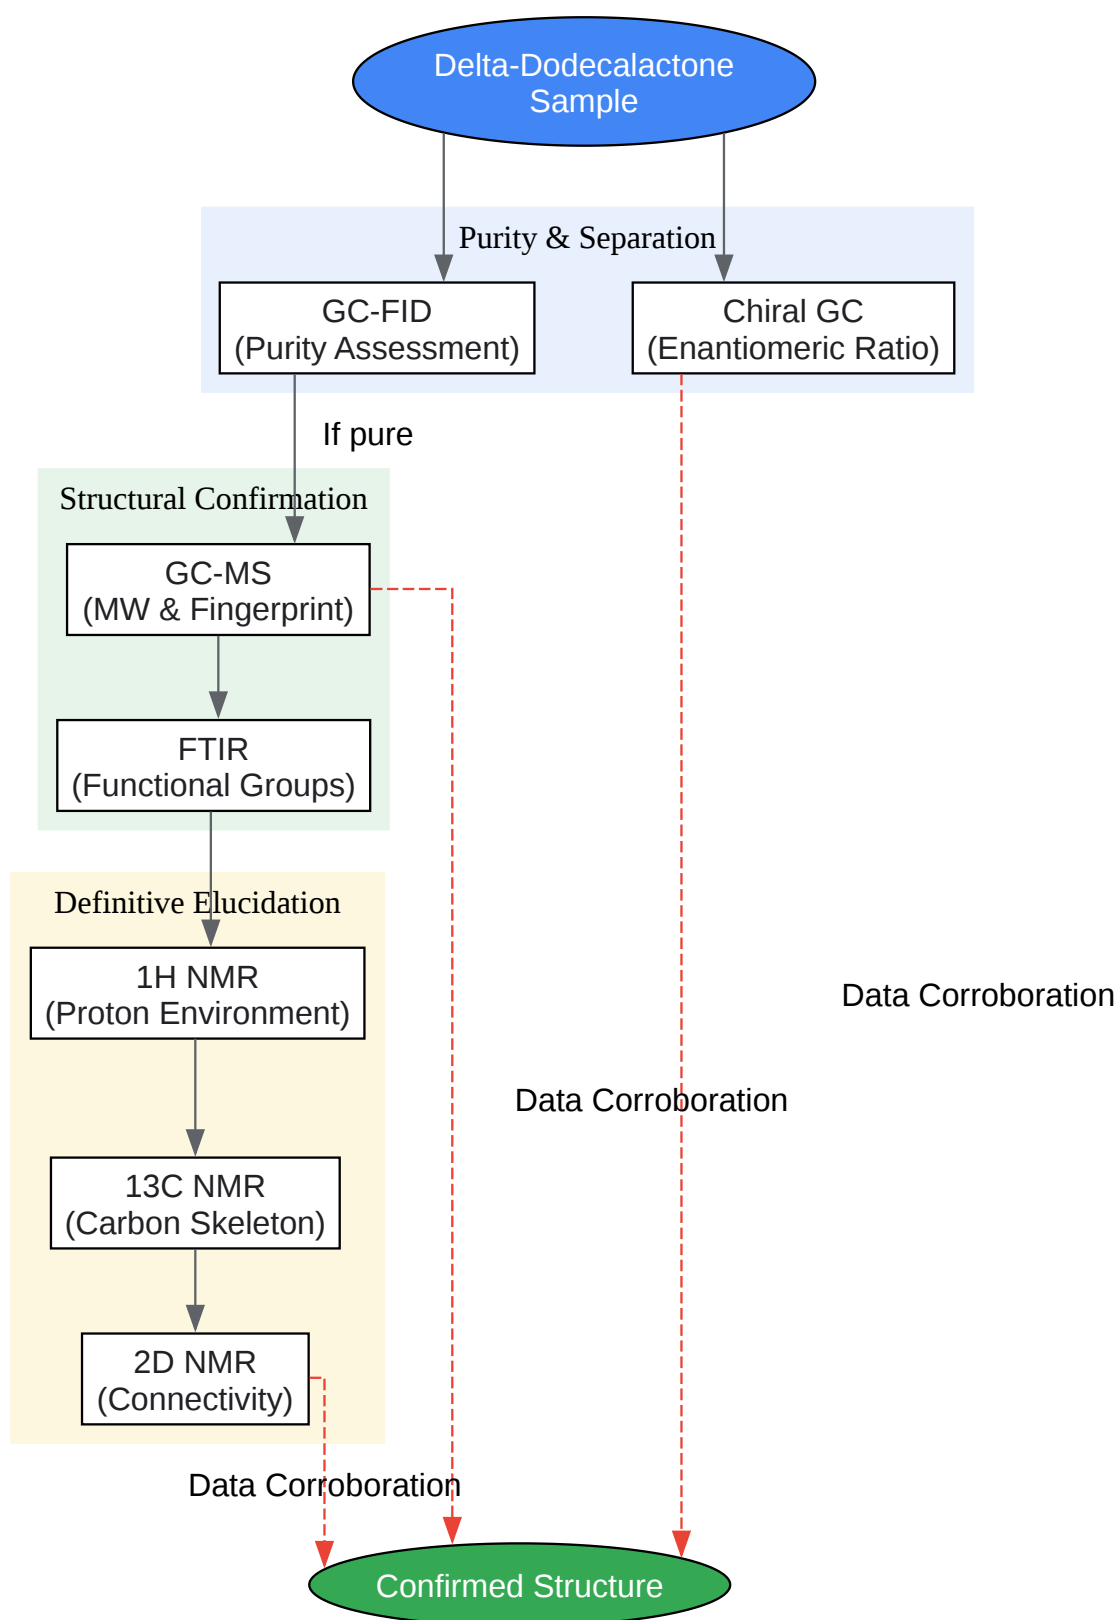 Delta-Dodecalactone
Sample
Purity & Separation
GC-FID
(Purity Assessment)
Chiral GC
(Enantiomeric Ratio)
If pure
Structural Confirmation
GC-MS
(MW & Fingerprint)
FTIR
(Functional Groups)
Definitive Elucidation
1H NMR
(Proton Environment)
Data Corroboration
Data Corroboration
13C NMR
(Carbon Skeleton)
2D NMR
(Connectivity)
Data Corroboration
Confirmed Structure